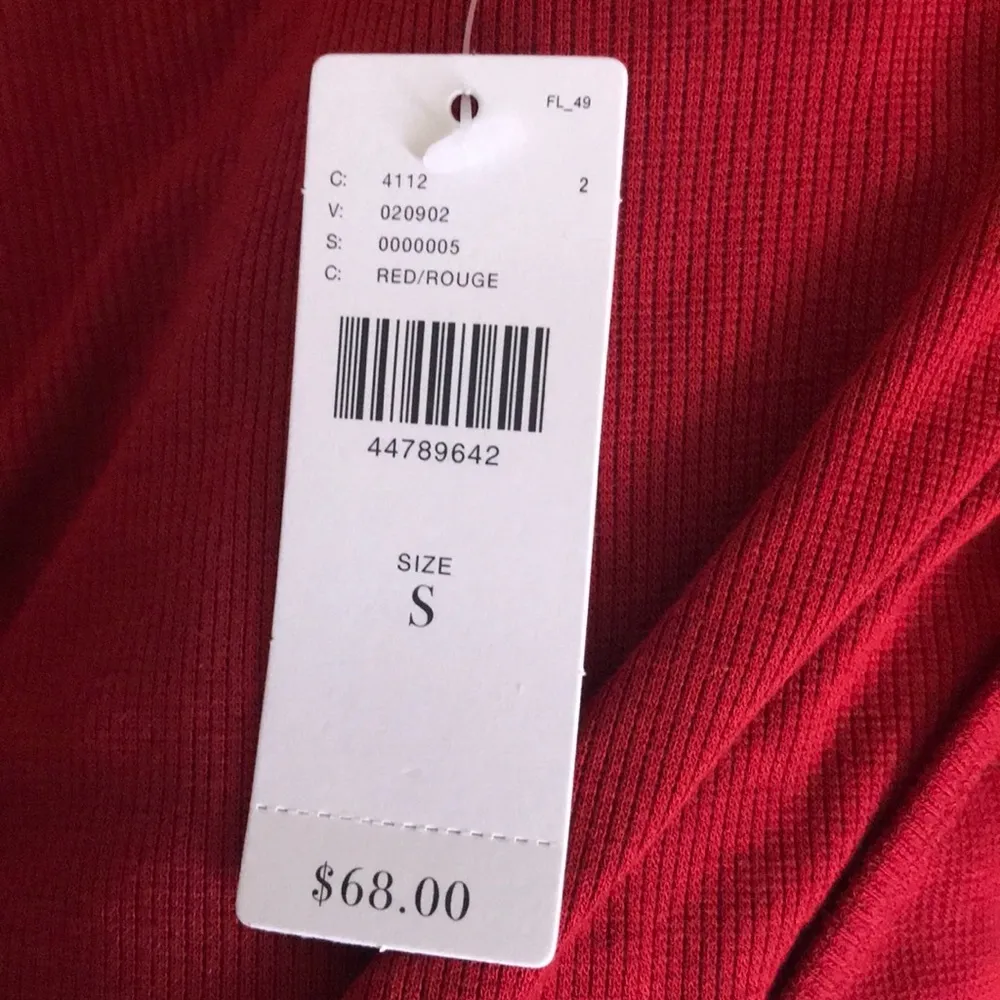 FL_49
C: 4112 2
V: 020902
S: 0000005
C: RED/ROUGE
44789642
SIZE
S
$68.00